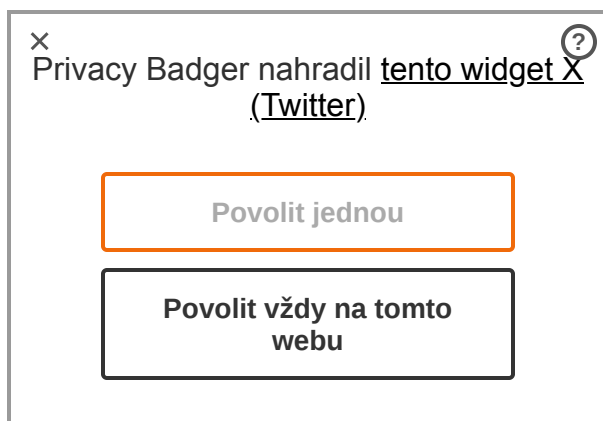 ×
?
Privacy Badger nahradil tento widget X
(Twitter)
Povolit jednou
Povolit vždy na tomto
webu